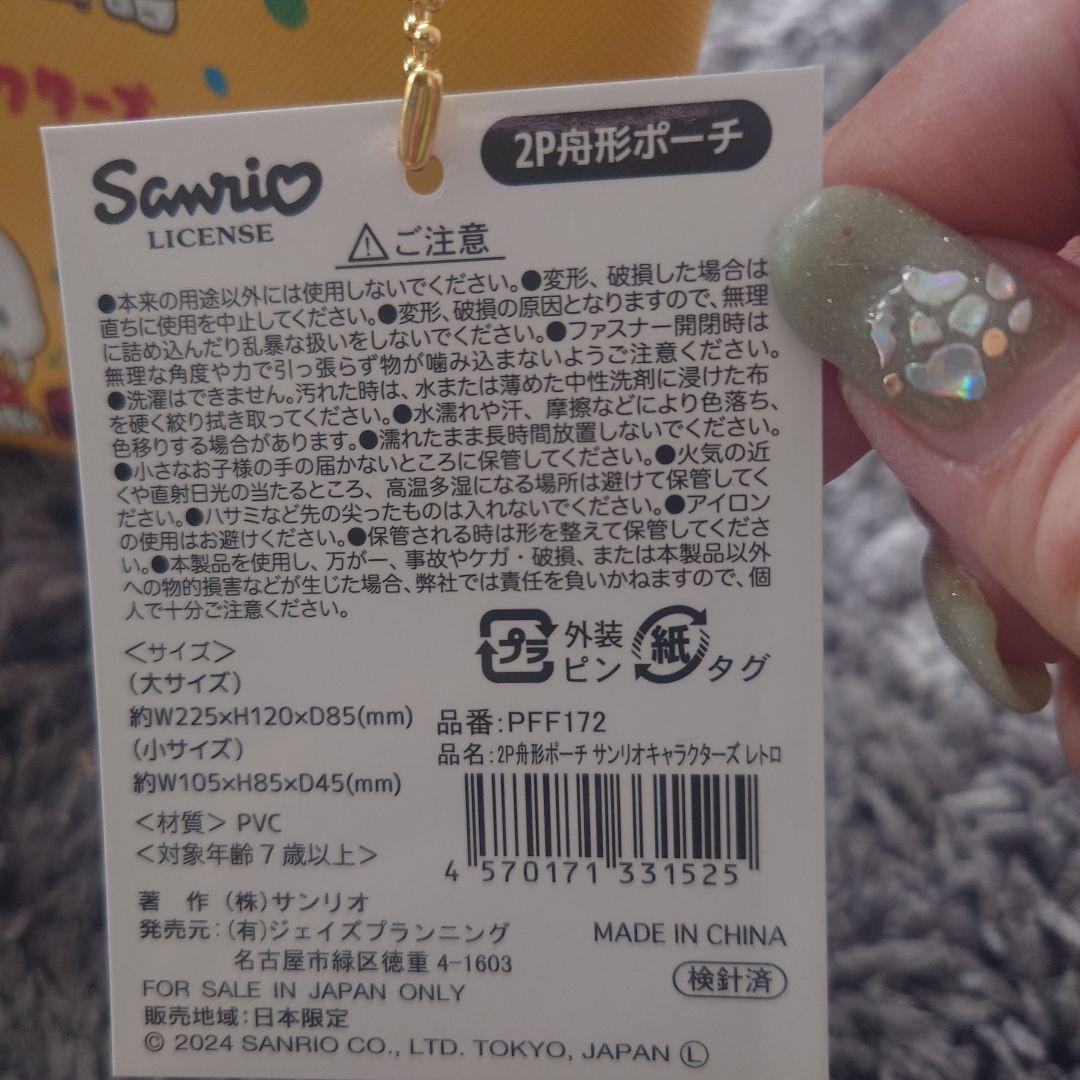 クターズ
2P舟形ポーチ
Sanrio
LICENSE
ご注意
●本来の用途以外には使用しないでください。●変形、破損した場合は
直ちに使用を中止してください。●変形、破損の原因となりますので、無理
に詰め込んだり乱暴な扱いをしないでください。●ファスナー開閉時は
無理な角度や力で引っ張らず物が噛み込まないようご注意ください。
●洗濯はできません。汚れた時は、水または薄めた中性洗剤に浸けた布
を硬く絞り拭き取ってください。●水濡れや汗、摩擦などにより色落ち、
色移りする場合があります。●濡れたまま長時間放置しないでください。
●小さなお子様の手の届かないところに保管してください。●火気の近
くや直射日光の当たるところ、高温多湿になる場所は避けて保管してく
ださい。●ハサミなど先の尖ったものは入れないでください。●アイロン
の使用はお避けください。●保管される時は形を整えて保管してくださ
い。●本製品を使用し、万が一、事故やケガ・破損、または本製品以外
への物的損害などが生じた場合、弊社では責任を負いかねますので、個
人で十分ご注意ください。
プラ 外装ピン 紙 タグ
<サイズ>
(大サイズ)
約W225×H120×D85(mm)
(小サイズ)
約W105×H85×D45(mm)
<材質> PVC
<対象年齢7歳以上>
品番:PFF172
品名:2P舟形ポーチ サンリオキャラクターズ レトロ
4 570171 331525
著 作 (株)サンリオ
発売元:(有)ジェイズプランニング
名古屋市緑区徳重 4-1603
MADE IN CHINA
検針済
FOR SALE IN JAPAN ONLY
販売地域:日本限定
© 2024 SANRIO CO., LTD. TOKYO, JAPAN Ⓛ